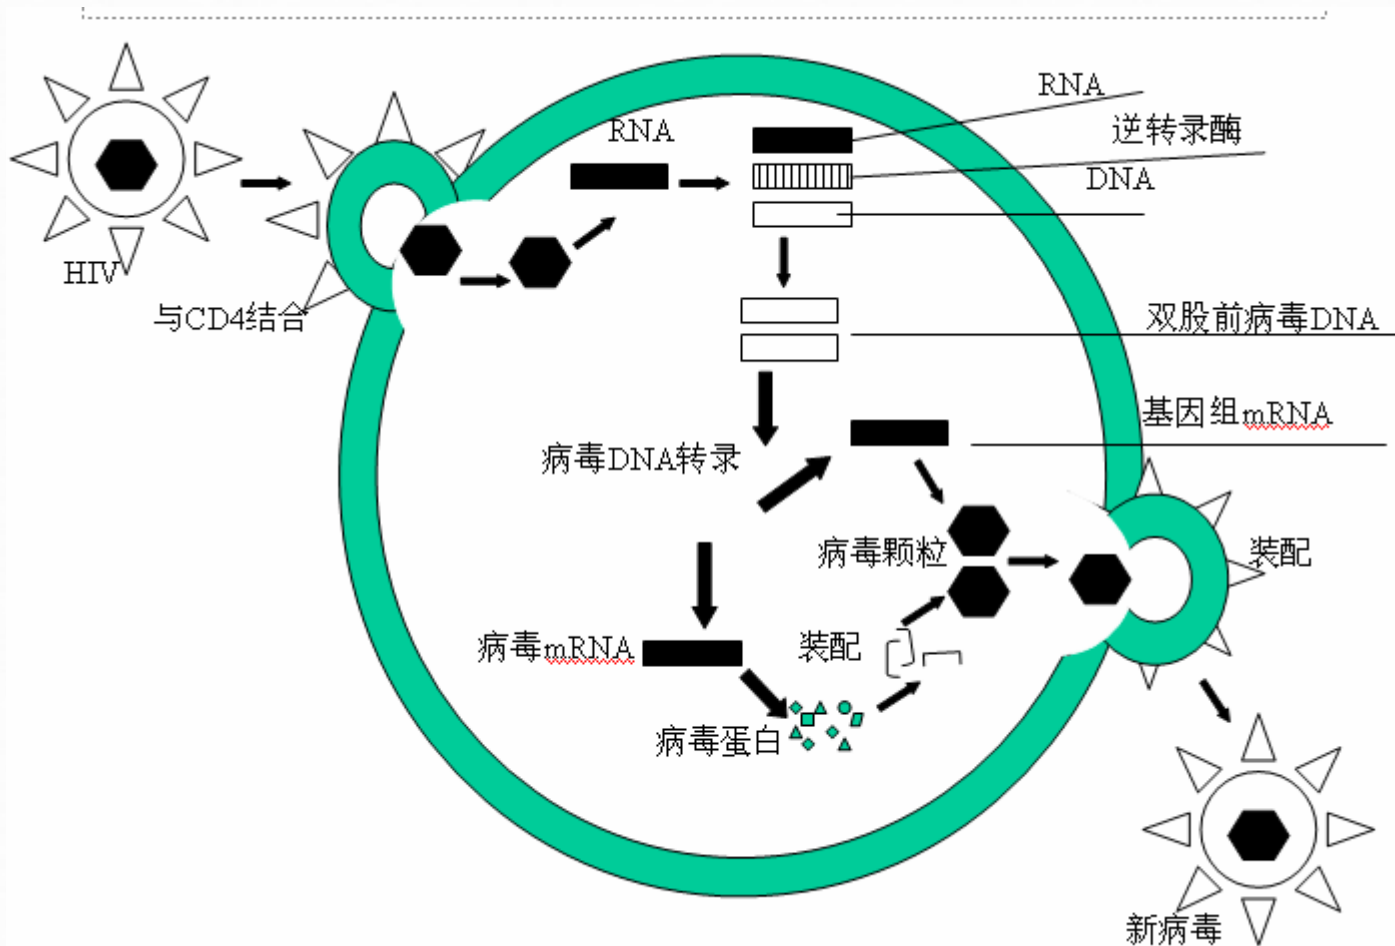 RNA
逆转录酶
RNA
DNA
HIV
与CD4结合
双股前病毒DNA
基因组mRNA
病毒DNA转录
病毒颗粒
装配
病毒mRNA
装配
病毒蛋白
新病毒